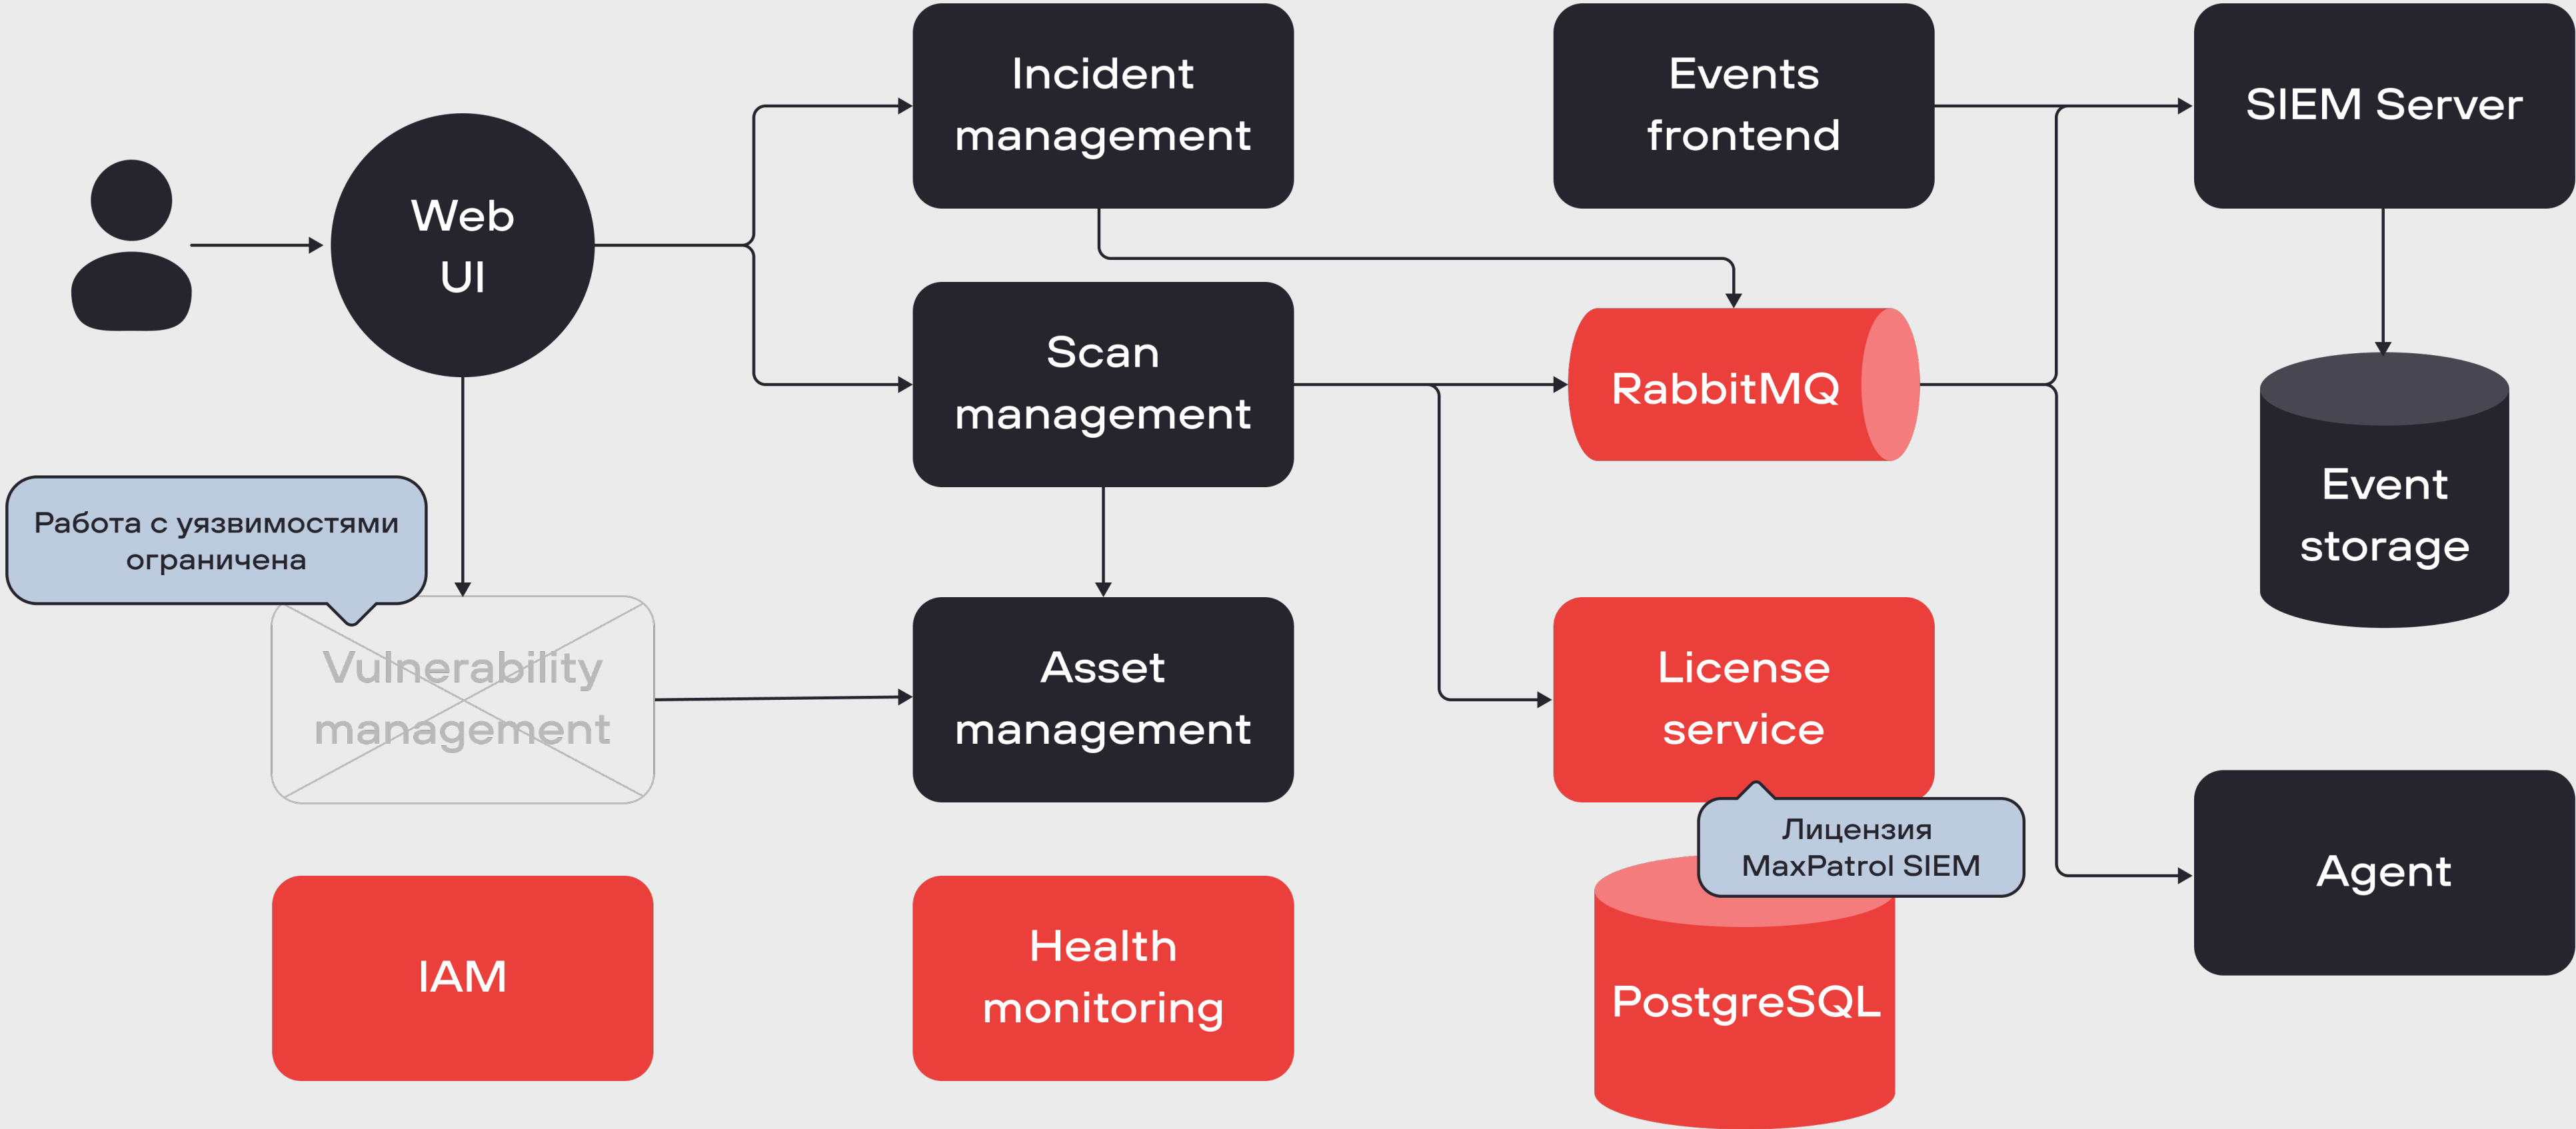 Incident
management
Events
frontend
SIEM Server
Web
UI
Scan
management
RabbitMQ
Event
storage
Работа с уязвимостями
ограничена
Vulnerability
management
Asset
management
License
service
Лицензия
MaxPatrol SIEM
Agent
IAM
Health
monitoring
PostgreSQL